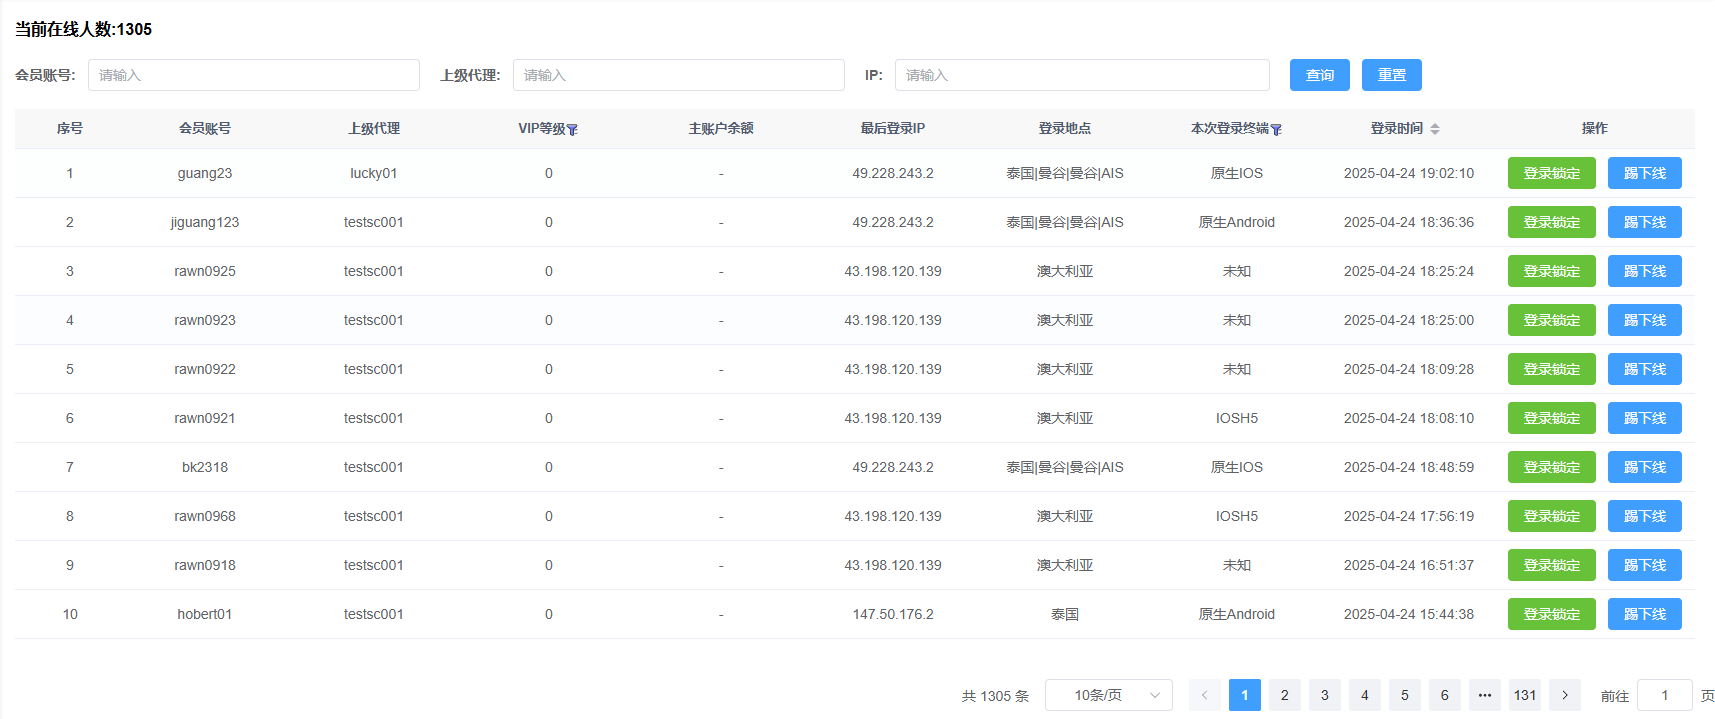 当前在线人数:1305
会员账号: 请输入 上级代理: 请输入 IP: 请输入 查询 重置
序号 会员账号 上级代理 VIP等级 主账户余额 最后登录IP 登录地点 本次登录终端 登录时间 操作
1 guang23 lucky01 0 - 49.228.243.2 泰国|曼谷|曼谷|AIS 原生IOS 2025-04-24 19:02:10 登录锁定 踢下线
2 jiguang123 testsc001 0 - 49.228.243.2 泰国|曼谷|曼谷|AIS 原生Android 2025-04-24 18:36:36 登录锁定 踢下线
3 rawn0925 testsc001 0 - 43.198.120.139 澳大利亚 未知 2025-04-24 18:25:24 登录锁定 踢下线
4 rawn0923 testsc001 0 - 43.198.120.139 澳大利亚 未知 2025-04-24 18:25:00 登录锁定 踢下线
5 rawn0922 testsc001 0 - 43.198.120.139 澳大利亚 未知 2025-04-24 18:09:28 登录锁定 踢下线
6 rawn0921 testsc001 0 - 43.198.120.139 澳大利亚 IOSH5 2025-04-24 18:08:10 登录锁定 踢下线
7 bk2318 testsc001 0 - 49.228.243.2 泰国|曼谷|曼谷|AIS 原生IOS 2025-04-24 18:48:59 登录锁定 踢下线
8 rawn0968 testsc001 0 - 43.198.120.139 澳大利亚 IOSH5 2025-04-24 17:56:19 登录锁定 踢下线
9 rawn0918 testsc001 0 - 43.198.120.139 澳大利亚 未知 2025-04-24 16:51:37 登录锁定 踢下线
10 hobert01 testsc001 0 - 147.50.176.2 泰国 原生Android 2025-04-24 15:44:38 登录锁定 踢下线
共 1305 条 10条/页 1 2 3 4 5 6 ••• 131 前往 1 页